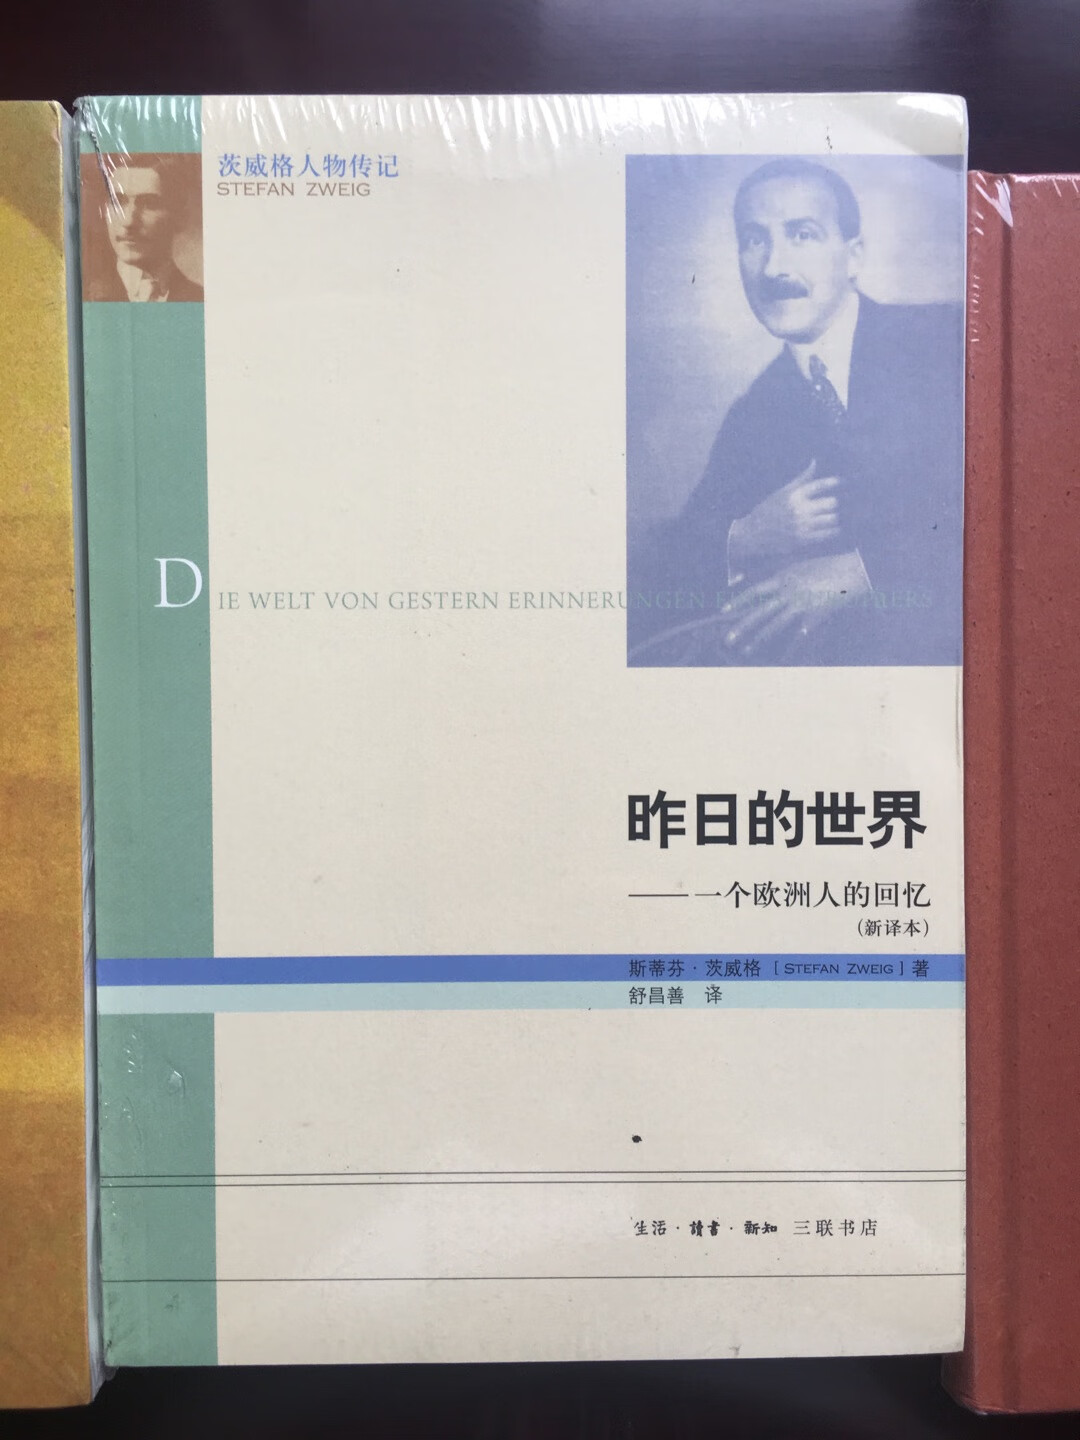 茨威格人物传记
STEFAN ZWEIG
DIE WELT VON GESTERN ERINNERUNGEN
昨日的世界
——一个欧洲人的回忆
(新译本)
斯蒂芬·茨威格 [STEFAN ZWEIG] 著
舒昌善 译
生活·讀書·新知 三联书店